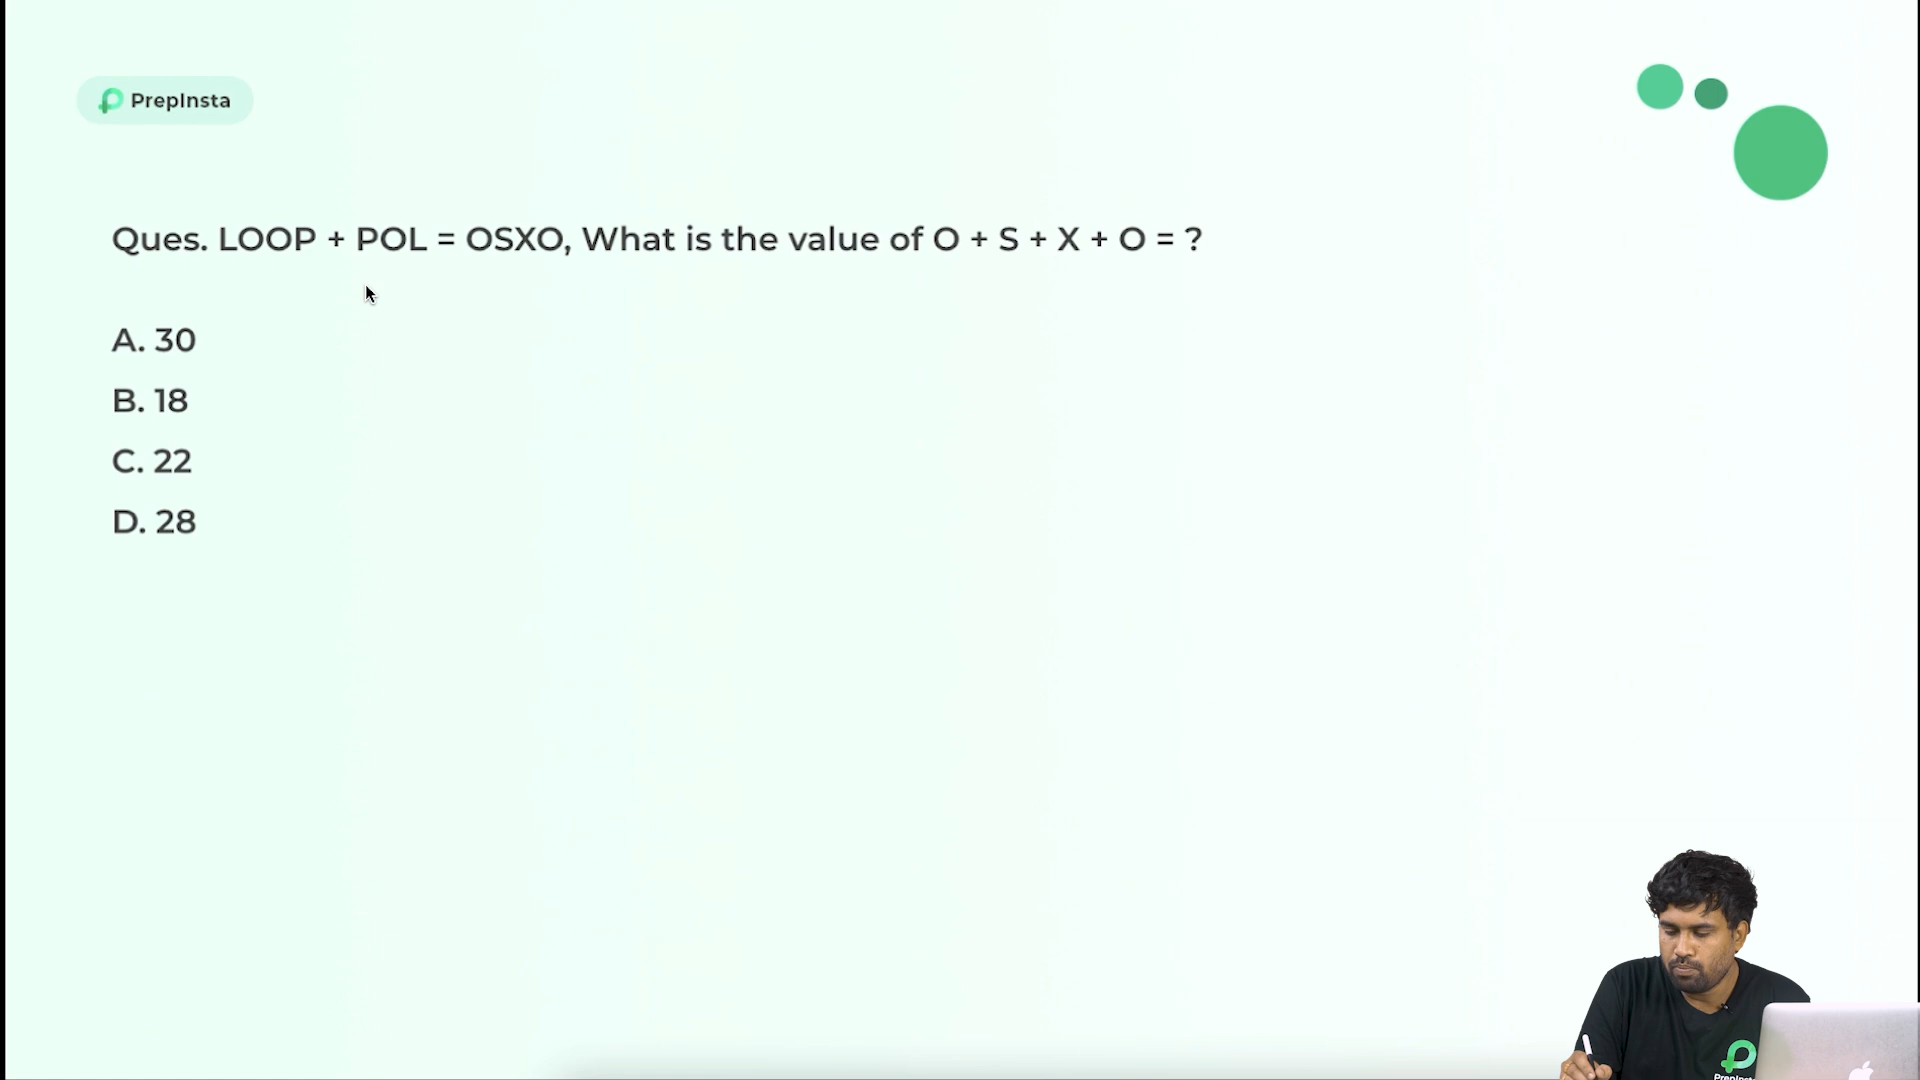 PrepInsta
Ques. LOOP + POL = OSXO, What is the value of O + S + X + O = ?
A. 30
B. 18
C. 22
D. 28